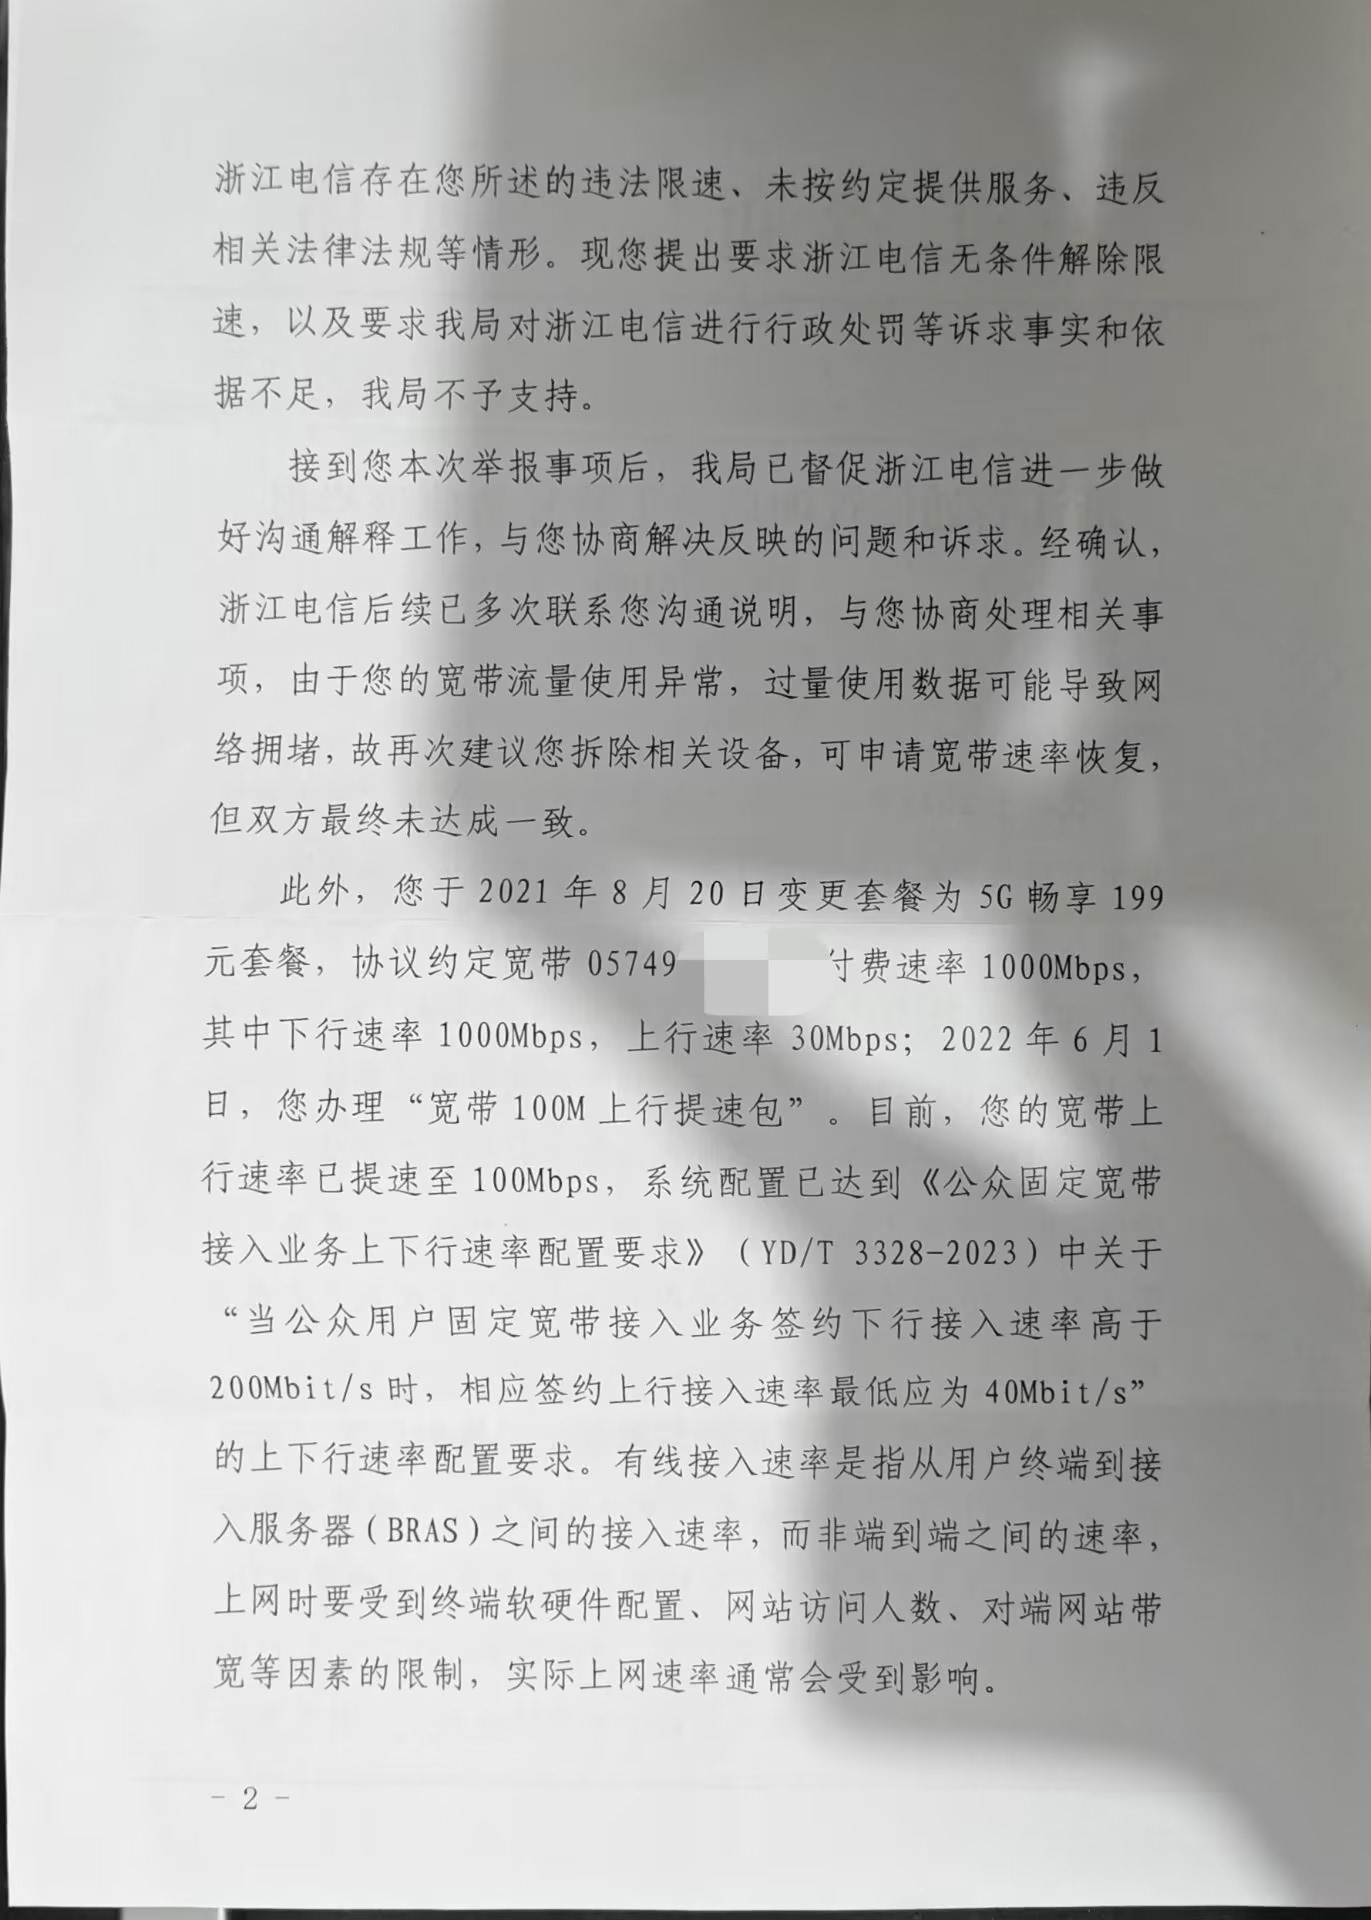 浙江电信存在您所述的违法限速、未按约定提供服务、违反
相关法律法规等情形。现您提出要求浙江电信无条件解除限
速，以及要求我局对浙江电信进行行政处罚等诉求事实和依
据不足，我局不予支持。
接到您本次举报事项后，我局已督促浙江电信进一步做
好沟通解释工作，与您协商解决反映的问题和诉求。经确认，
浙江电信后续已多次联系您沟通说明，与您协商处理相关事
项，由于您的宽带流量使用异常，过量使用数据可能导致网
络拥堵，故再次建议您拆除相关设备，可申请宽带速率恢复，
但双方最终未达成一致。
此外，您于 2021 年 8 月 20 日变更套餐为 5G 畅享 199
元套餐，协议约定宽带 05749 付费速率 1000Mbps，
其中下行速率 1000Mbps，上行速率 30Mbps；2022 年 6 月 1
日，您办理“宽带 100M 上行提速包”。目前，您的宽带上
行速率已提速至 100Mbps，系统配置已达到《公众固定宽带
接入业务上下行速率配置要求》（YD/T 3328-2023）中关于
“当公众用户固定宽带接入业务签约下行接入速率高于
200Mbit/s 时，相应签约上行接入速率最低应为 40Mbit/s”
的上下行速率配置要求。有线接入速率是指从用户终端到接
入服务器（BRAS）之间的接入速率，而非端到端之间的速率，
上网时要受到终端软硬件配置、网站访问人数、对端网站带
宽等因素的限制，实际上网速率通常会受到影响。
- 2 -